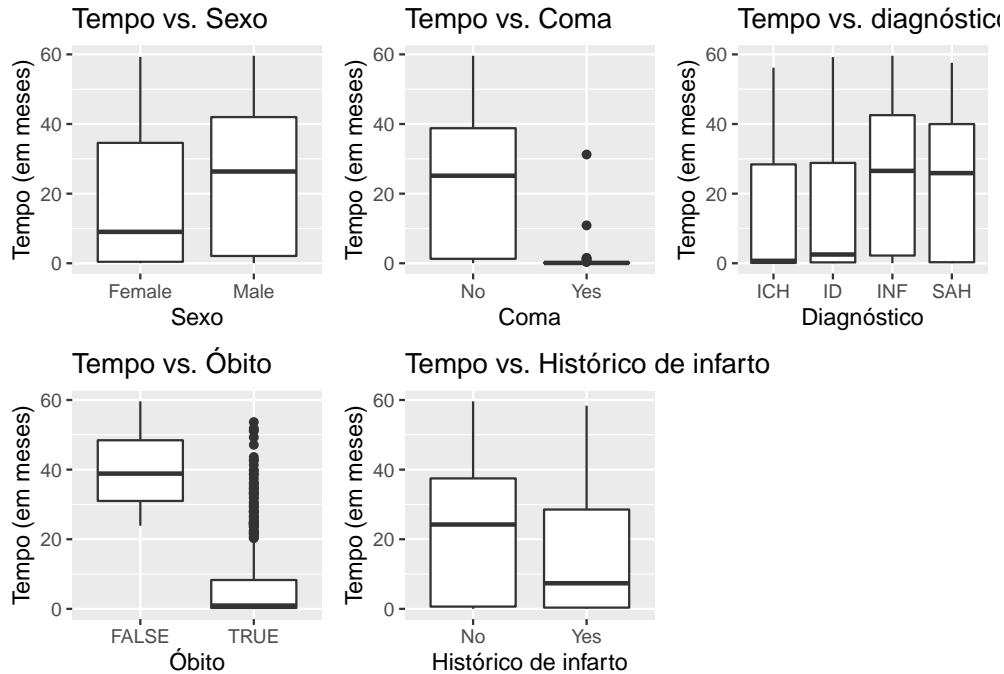 Tempo vs. Sexo
Tempo (em meses)
60
40
20
0
Female Male
Sexo
Tempo vs. Coma
Tempo (em meses)
60
40
20
0
No Yes
Coma
Tempo vs. diagnóstico
Tempo (em meses)
60
40
20
0
ICH ID INF SAH
Diagnóstico
Tempo vs. Óbito
Tempo (em meses)
60
40
20
0
FALSE TRUE
Óbito
Tempo vs. Histórico de infarto
Tempo (em meses)
60
40
20
0
No Yes
Histórico de infarto